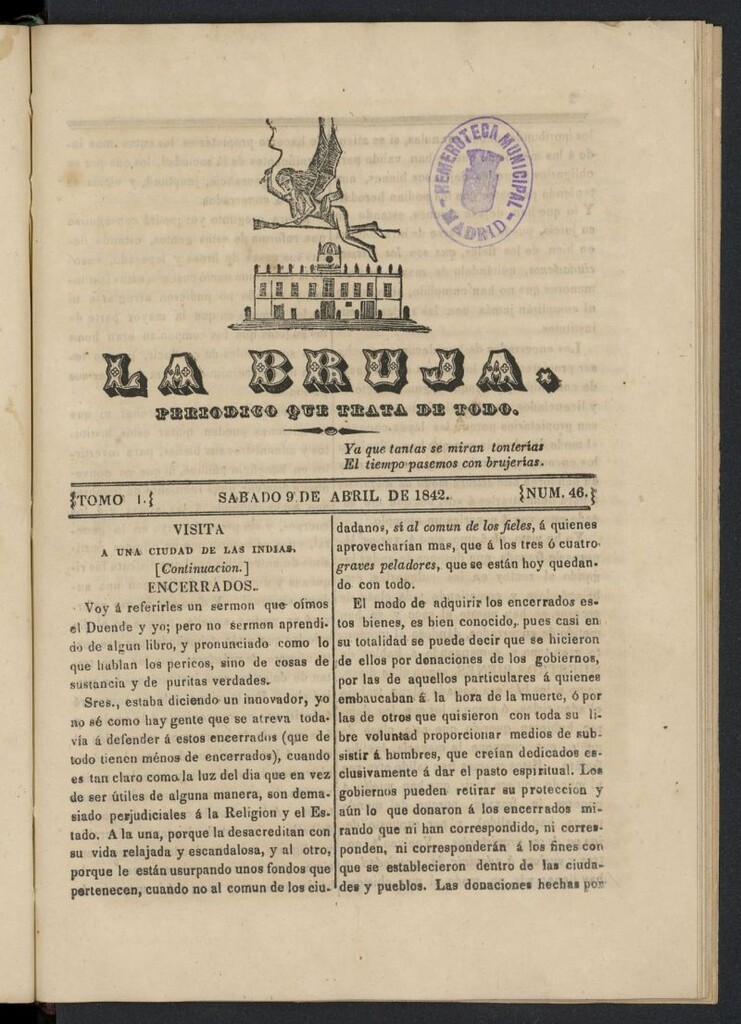 HEMEROTECA MUNICIPAL
MADRID
LA BRUJA.
PERIODICO QUE TRATA DE TODO.
Ya que tantas se miran tonterias
El tiempo pasemos con brujerías.
TOMO I.
SABADO 9 DE ABRIL DE 1842.
NUM. 46.
VISITA
A UNA CIUDAD DE LAS INDIAS.
[Continuacion.]
ENCERRADOS.
Voy á referirles un sermon que oímos
el Duende y yo; pero no sermon aprendi-
do de algun libro, y pronunciado como lo
que hablan los pericos, sino de cosas de
sustancia y de puritas verdades.
Sres., estaba diciendo un innovador, yo
no sé como hay gente que se atreva toda-
vía á defender á estos encerrados (que de
todo tienen ménos de encerrados), cuando
es tan claro como la luz del dia que en vez
de ser útiles de alguna manera, son dema-
siado perjudiciales á la Religion y el Es-
tado. A la una, porque la desacreditan con
su vida relajada y escandalosa, y al otro,
porque le están usurpando unos fondos que
pertenecen, cuando no al comun de los ciu-
dadanos, sí al comun de los fieles, á quienes
aprovecharían mas, que á los tres ó cuatro
graves peladores, que se están hoy quedan-
do con todo.
El modo de adquirir los encerrados es-
tos bienes, es bien conocido, pues casi en
su totalidad se puede decir que se hicieron
de ellos por donaciones de los gobiernos,
por las de aquellos particulares á quienes
embaucaban á la hora de la muerte, ó por
las de otros que quisieron con toda su li-
bre voluntad proporcionar medios de sub-
sistir á hombres, que creían dedicados es-
clusivamente á dar el pasto espiritual. Los
gobiernos pueden retirar su proteccion y
aún lo que donaron á los encerrados mi-
rando que ni han correspondido, ni corres-
ponden, ni corresponderán á los fines con
que se establecieron dentro de las ciuda-
des y pueblos. Las donaciones hechas por